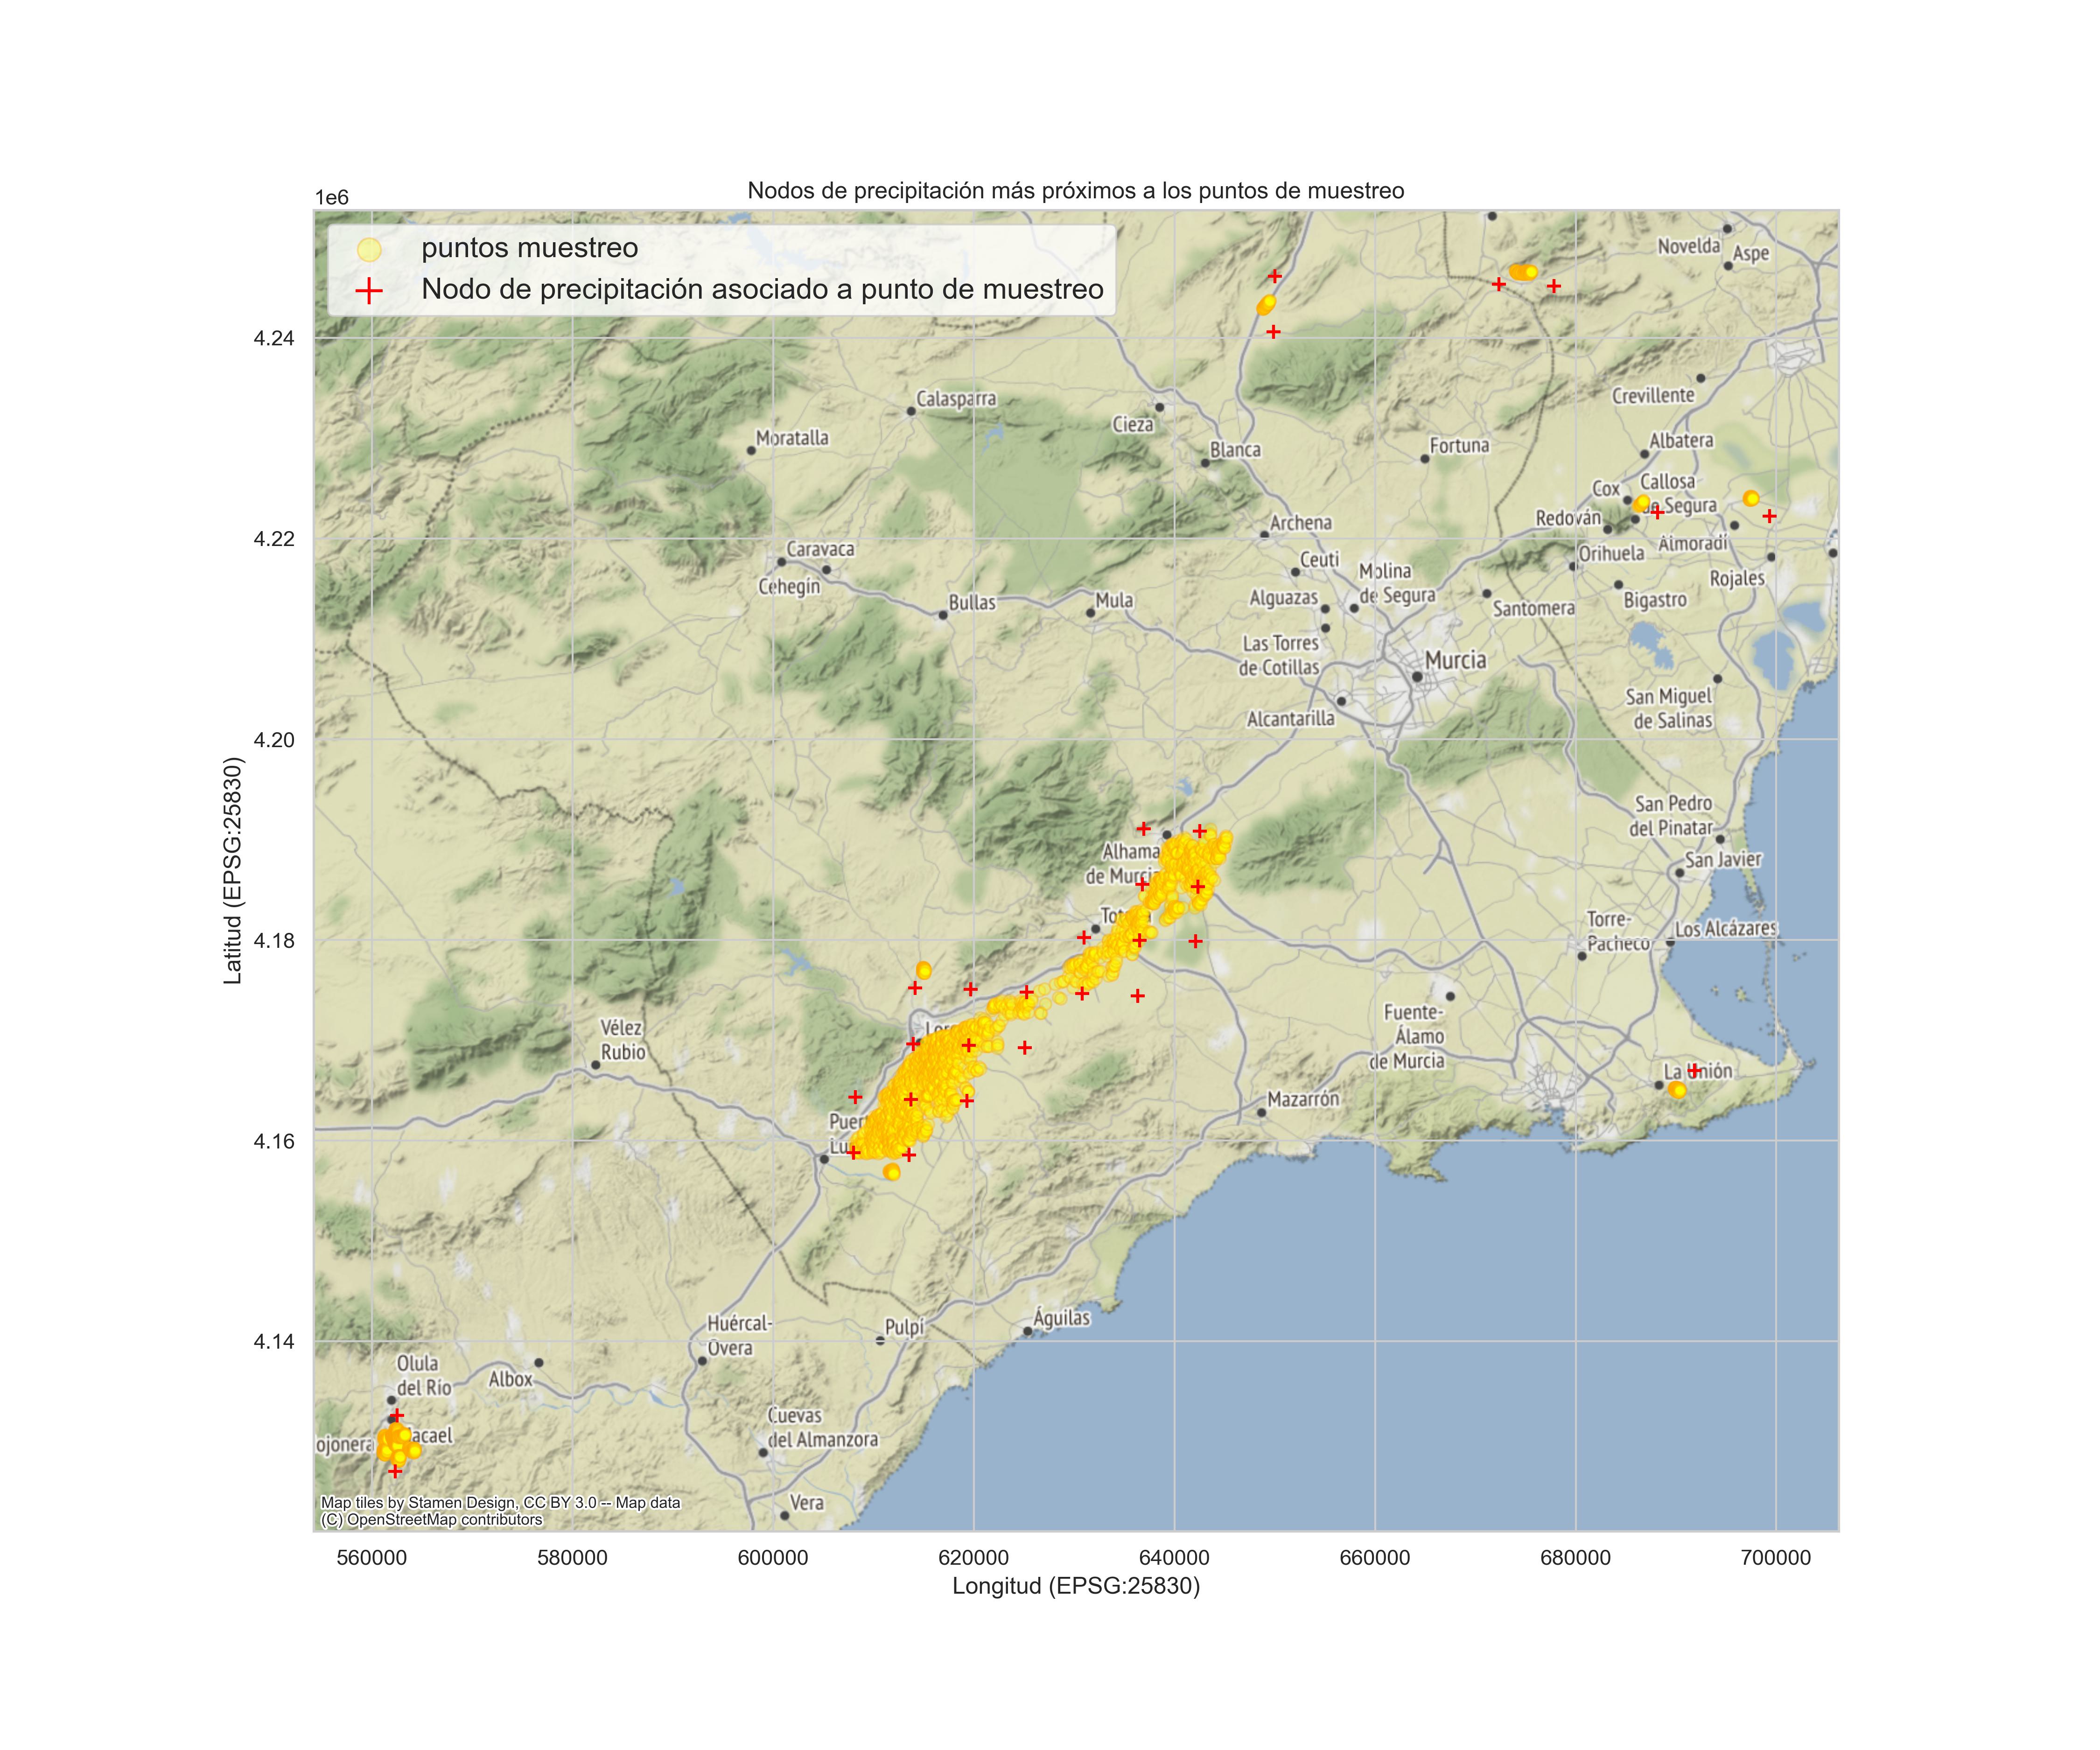 Nodos de precipitación más próximos a los puntos de muestreo
1e6
puntos muestreo
Nodo de precipitación asociado a punto de muestreo
Novelda
Aspe
4.24
Crevillente
Calasparra
Cieza
Moratalla
Blanca
Fortuna
Albatera
Cox
Callosa
de Segura
Redován
Archena
4.22
Orihuela
Almoradí
Caravaca
Ceuti
Cehegín
Molina
de Segura
Rojales
Alguazas
Bullas
Mula
Santomera
Bigastro
Las Torres
de Cotillas
Murcia
San Miguel
de Salinas
Alcantarilla
4.20
San Pedro
del Pinatar
Alhama
de Murcia
San Javier
Torre-
Pacheco
Los Alcázares
4.18
Vélez
Rubio
Fuente-
Álamo
de Murcia
La Unión
Mazarrón
4.16
Huércal-
Overa
Pulpí
Águilas
4.14
Olula
del Río
Albox
Cuevas
del Almanzora
ojonera
acael
Vera
Map tiles by Stamen Design, CC BY 3.0 -- Map data
(C) OpenStreetMap contributors
560000 580000 600000 620000 640000 660000 680000 700000
Longitud (EPSG:25830)
Latitud (EPSG:25830)